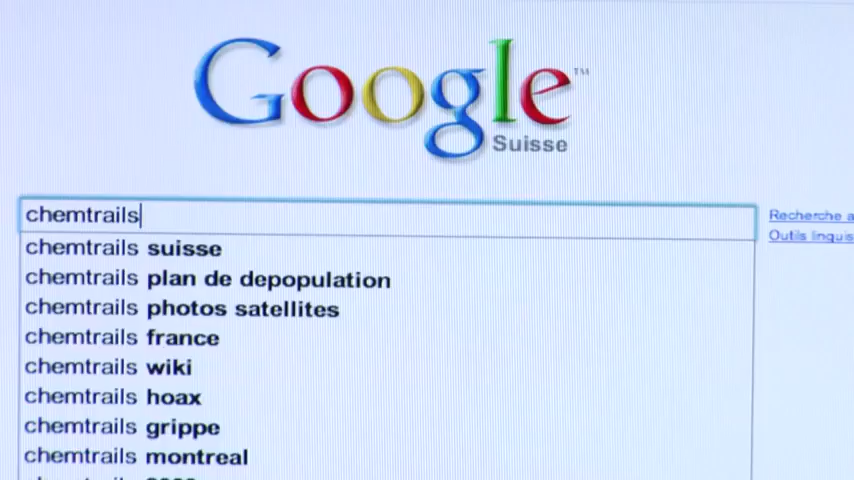 Google™
Suisse
chemtrails
Recherche a
Outils linguis
chemtrails suisse
chemtrails plan de depopulation
chemtrails photos satellites
chemtrails france
chemtrails wiki
chemtrails hoax
chemtrails grippe
chemtrails montreal